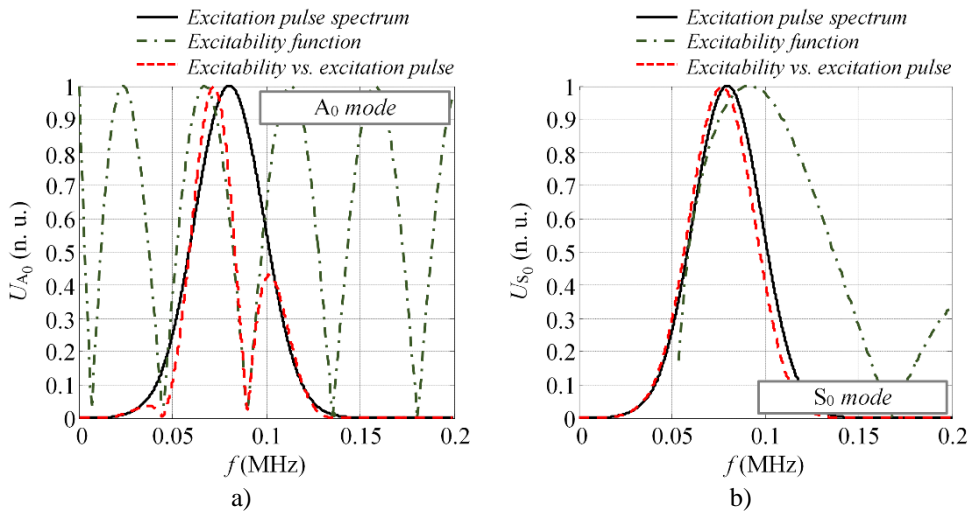 Excitation pulse spectrum
Excitability function
Excitability vs. excitation pulse
A0 mode
1
0.9
0.8
0.7
0.6
0.5
0.4
0.3
0.2
0.1
0
UA0 (n. u.)
0 0.05 0.1 0.15 0.2
f (MHz)
a)
Excitation pulse spectrum
Excitability function
Excitability vs. excitation pulse
1
0.9
0.8
0.7
0.6
0.5
0.4
0.3
0.2
0.1
0
US0 (n. u.)
S0 mode
0 0.05 0.1 0.15 0.2
f (MHz)
b)